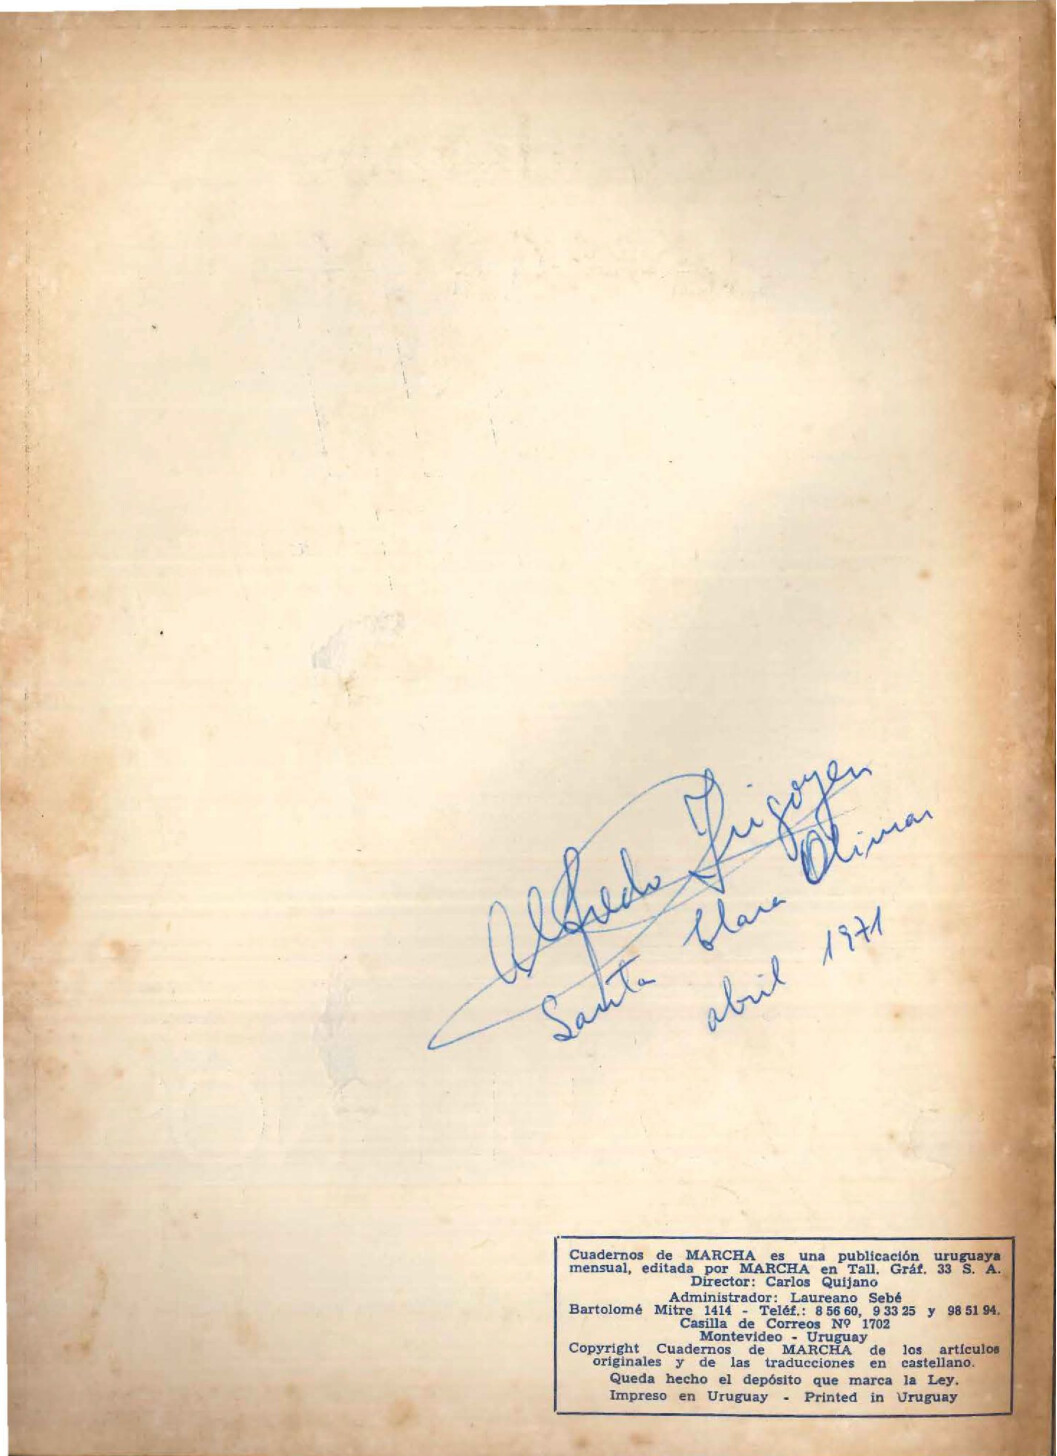 Alfredo Irigoyen
Santa Clara Olimar
abril 1971
Cuadernos de MARCHA es una publicación uruguaya
mensual, editada por MARCHA en Tall. Gráf. 33 S. A.
Director: Carlos Quijano
Administrador: Laureano Sebé
Bartolomé Mitre 1414 - Teléf.: 8 56 60, 9 33 25 y 98 51 94.
Casilla de Correos Nº 1702
Montevideo - Uruguay
Copyright Cuadernos de MARCHA de los artículos
originales y de las traducciones en castellano.
Queda hecho el depósito que marca la Ley.
Impreso en Uruguay - Printed in Uruguay